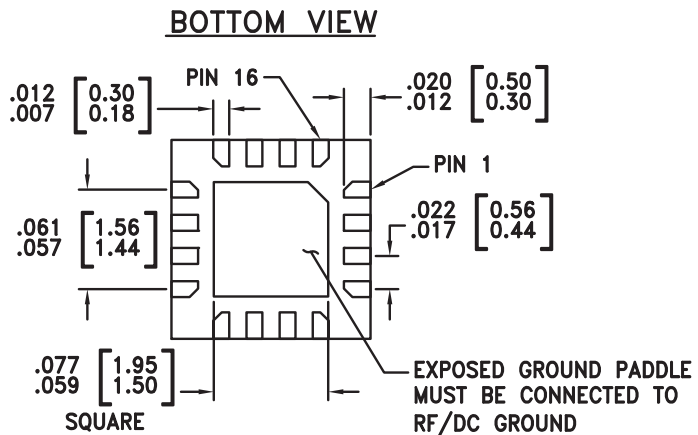 BOTTOM VIEW
PIN 16
.012 [0.30]
.007 [0.18]
.020 [0.50]
.012 [0.30]
PIN 1
.061 [1.56]
.057 [1.44]
.022 [0.56]
.017 [0.44]
.077 [1.95]
.059 [1.50]
SQUARE
EXPOSED GROUND PADDLE
MUST BE CONNECTED TO
RF/DC GROUND